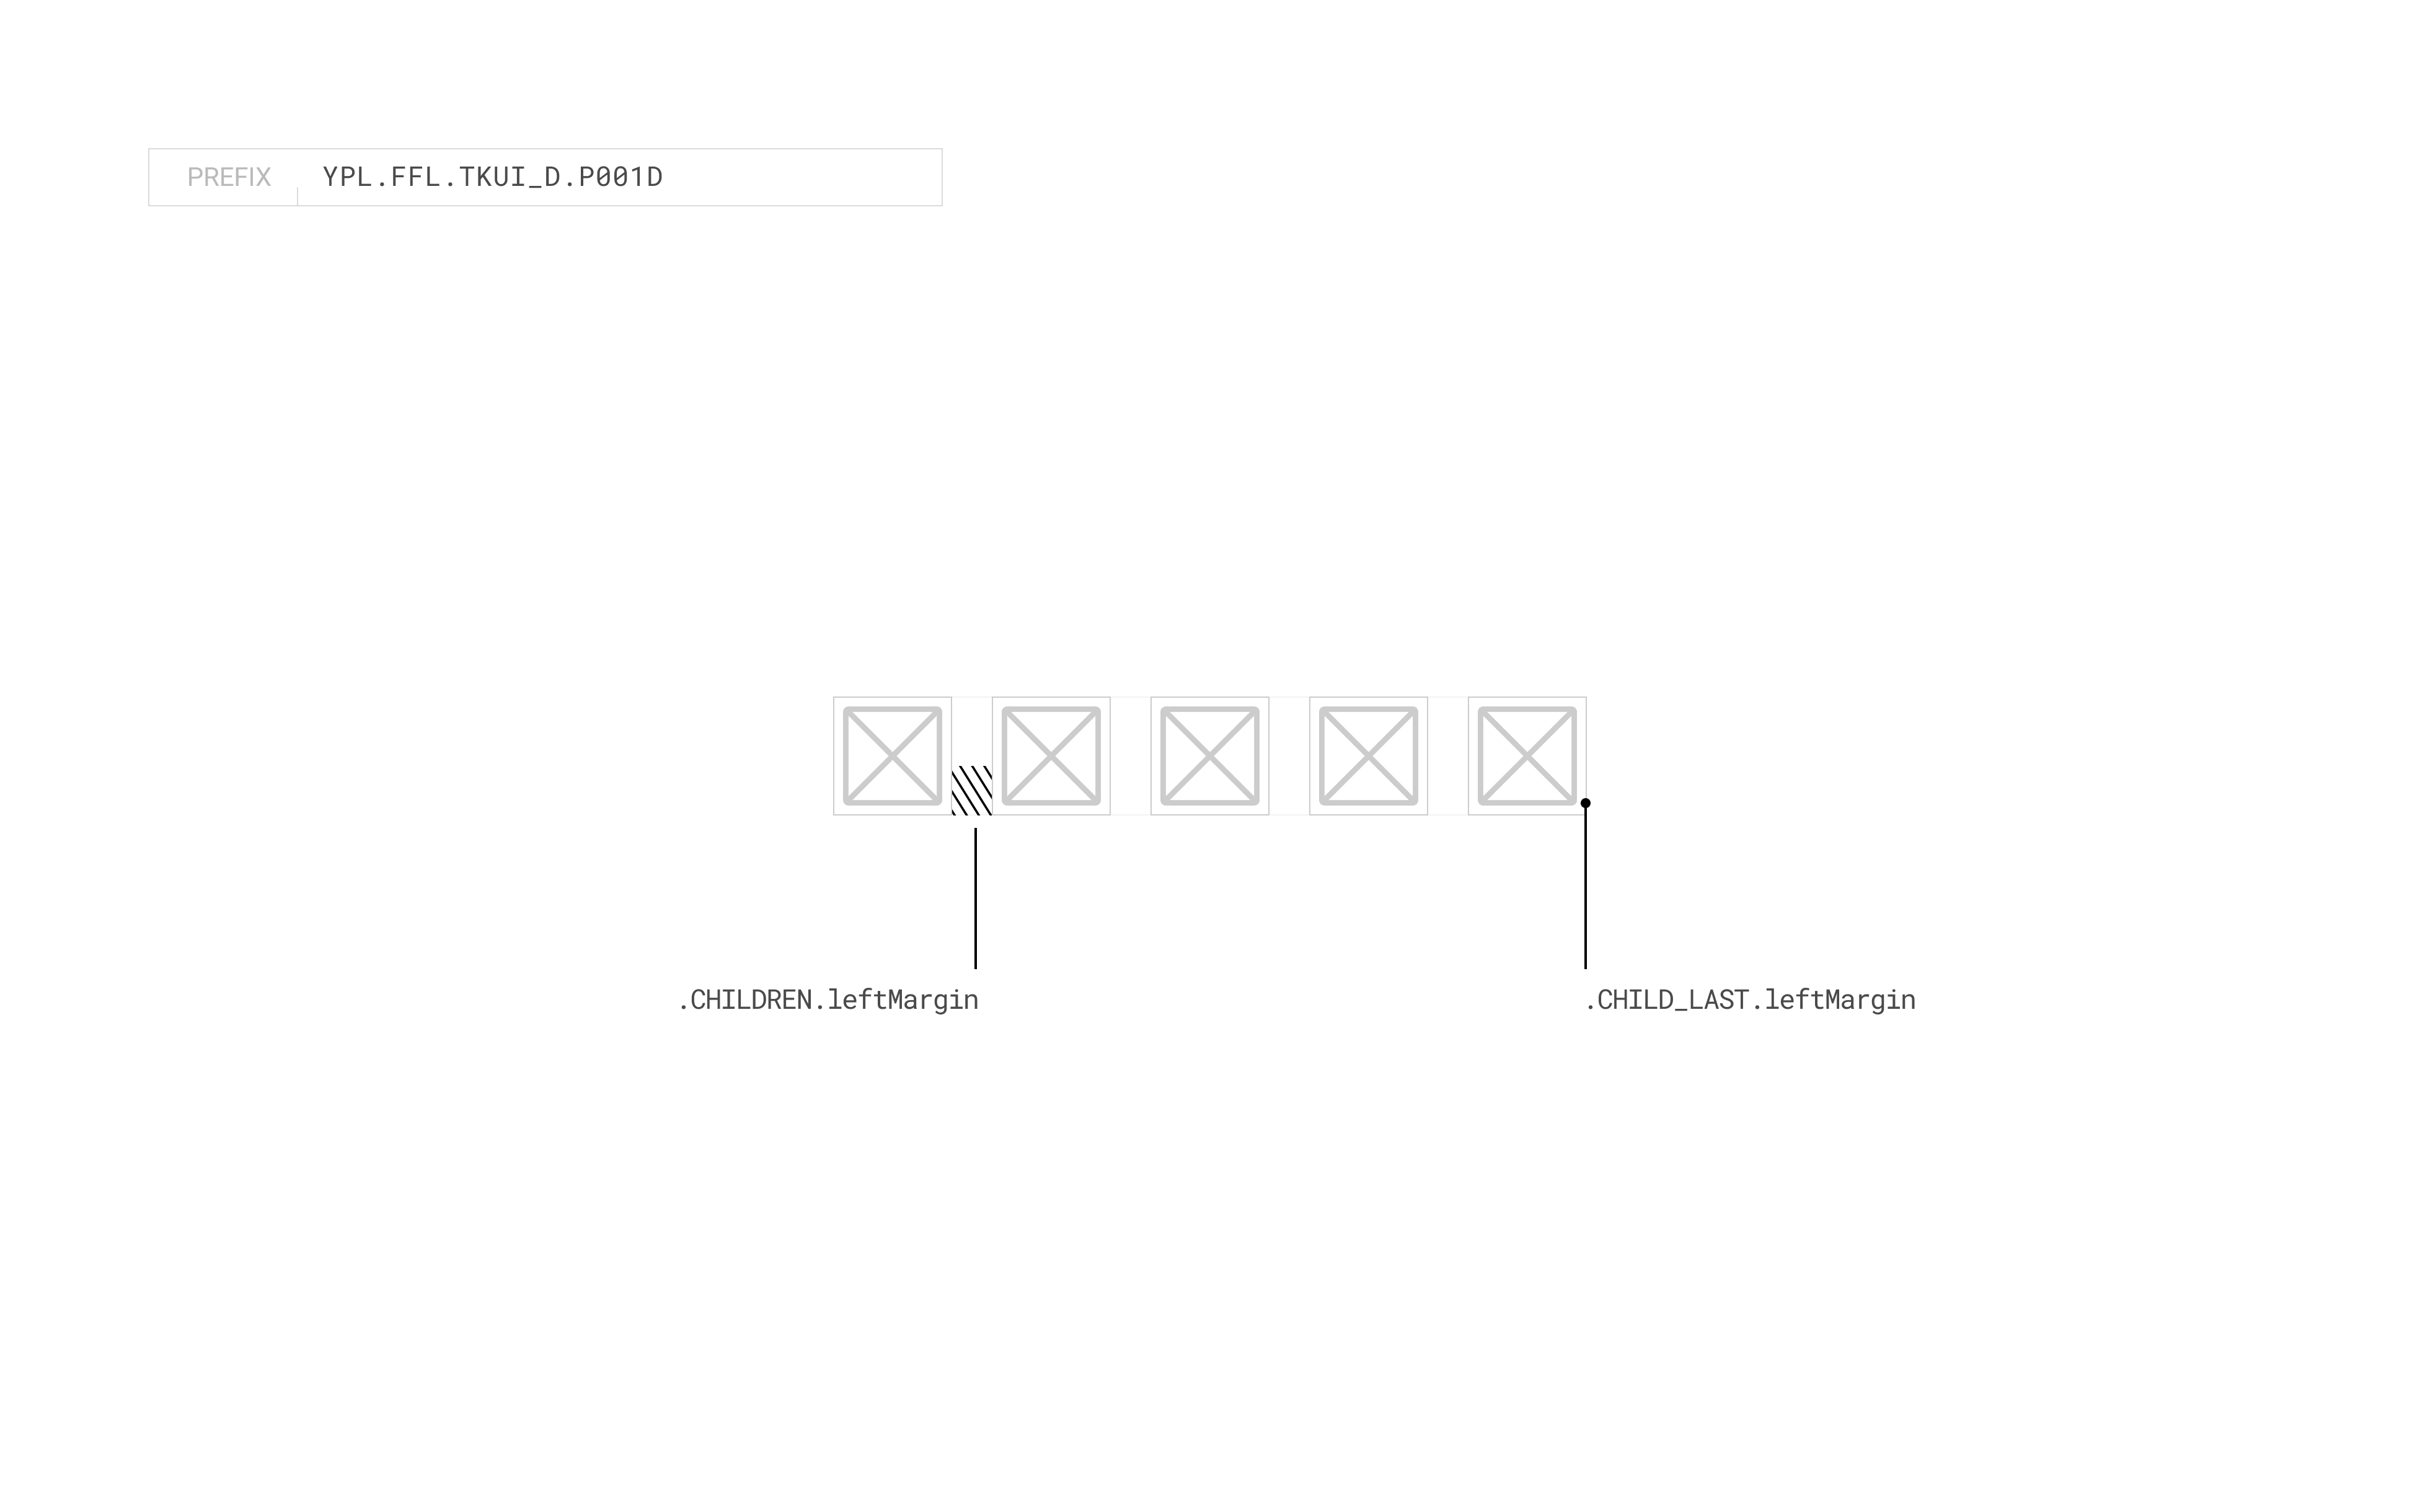 PREFIX YPL.FFL.TKUI_D.P001D
.CHILDREN.leftMargin
.CHILD_LAST.leftMargin